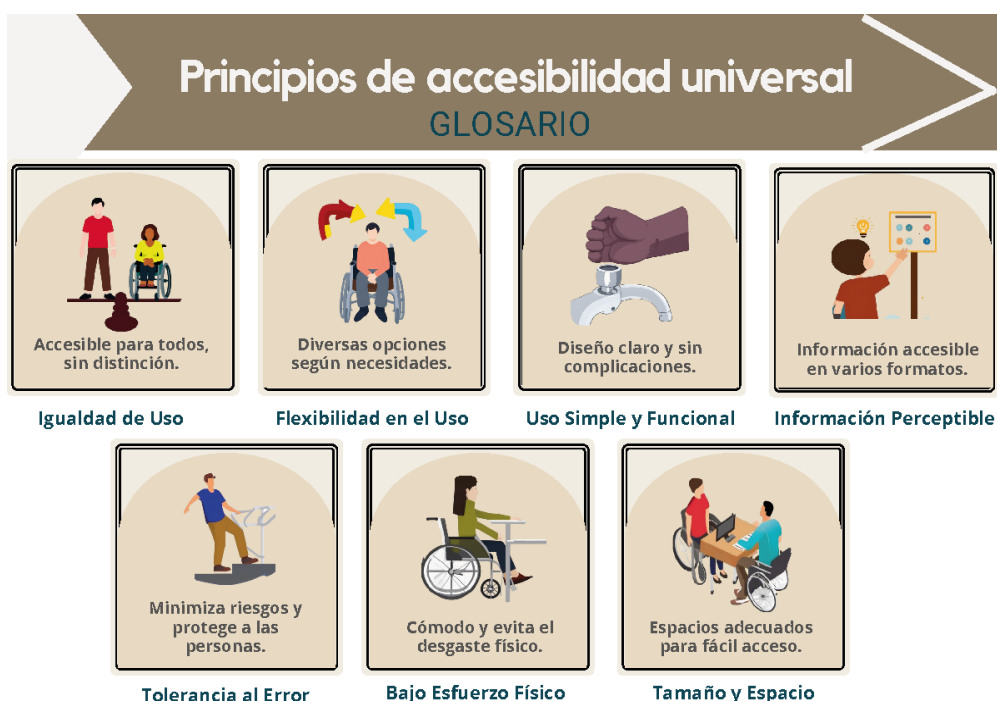 Principios de accesibilidad universal
GLOSARIO
Accesible para todos,
sin distinción.
Igualdad de Uso
Diversas opciones
según necesidades.
Flexibilidad en el Uso
Diseño claro y sin
complicaciones.
Uso Simple y Funcional
Información accesible
en varios formatos.
Información Perceptible
Minimiza riesgos y
protege a las
personas.
Tolerancia al Error
Cómodo y evita el
desgaste físico.
Bajo Esfuerzo Físico
Espacios adecuados
para fácil acceso.
Tamaño y Espacio